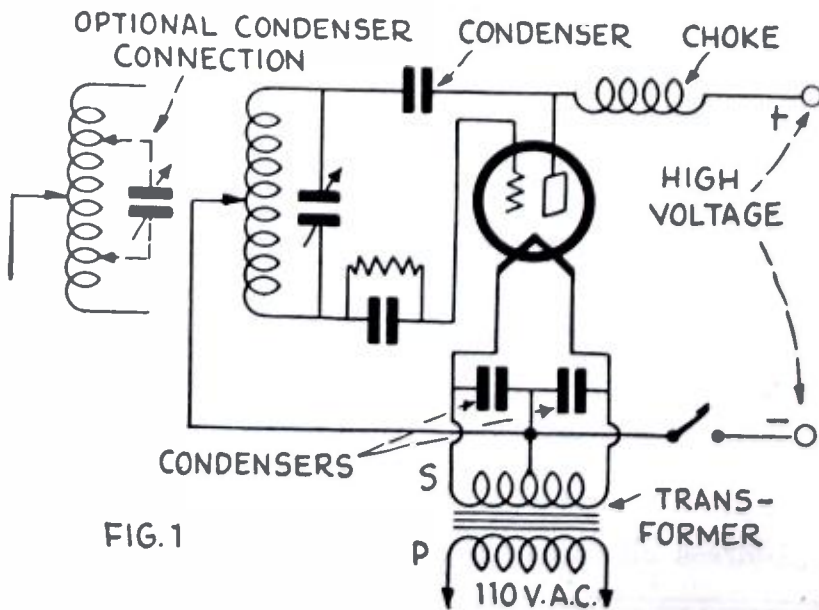 OPTIONAL CONDENSER
CONNECTION
CONDENSER
CHOKE
+
HIGH
VOLTAGE
-
CONDENSERS
S
TRANS-
FORMER
FIG. 1
P
110 V. A.C.